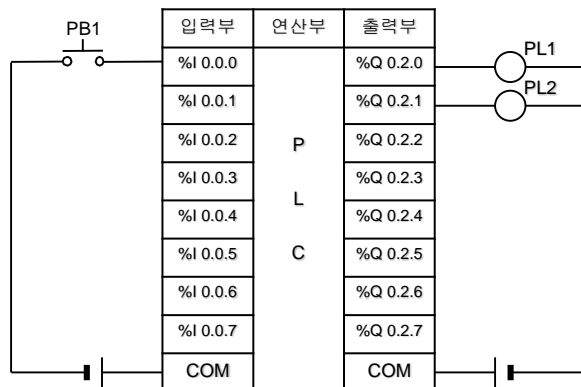 PB1
입력부 연산부 출력부
PL1
%I 0.0.0 %Q 0.2.0
PL2
%I 0.0.1 %Q 0.2.1
%I 0.0.2 P %Q 0.2.2
%I 0.0.3 %Q 0.2.3
%I 0.0.4 L %Q 0.2.4
%I 0.0.5 C %Q 0.2.5
%I 0.0.6 %Q 0.2.6
%I 0.0.7 %Q 0.2.7
COM COM